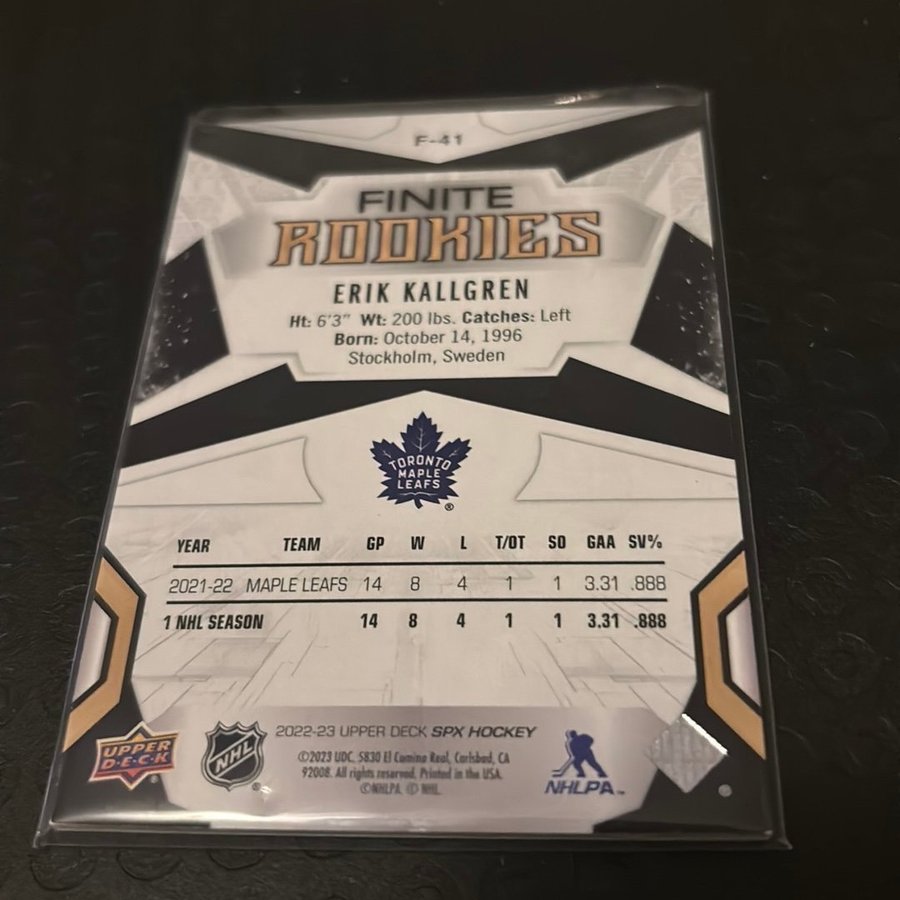 F-41
FINITE
ROOKIES
ERIK KALLGREN
Ht: 6'3" Wt: 200 lbs. Catches: Left
Born: October 14, 1996
Stockholm, Sweden
TORONTO
MAPLE
LEAFS
®
YEAR TEAM GP W L T/OT SO GAA SV%
2021-22 MAPLE LEAFS 14 8 4 1 1 3.31 .888
1 NHL SEASON 14 8 4 1 1 3.31 .888
UPPER
D·E·C·K
®
NHL
®
2022-23 UPPER DECK SPX HOCKEY
©2023 UDC. 5830 El Camino Real, Carlsbad, CA
92008. All rights reserved. Printed in the USA.
©NHLPA. © NHL.
NHLPA™